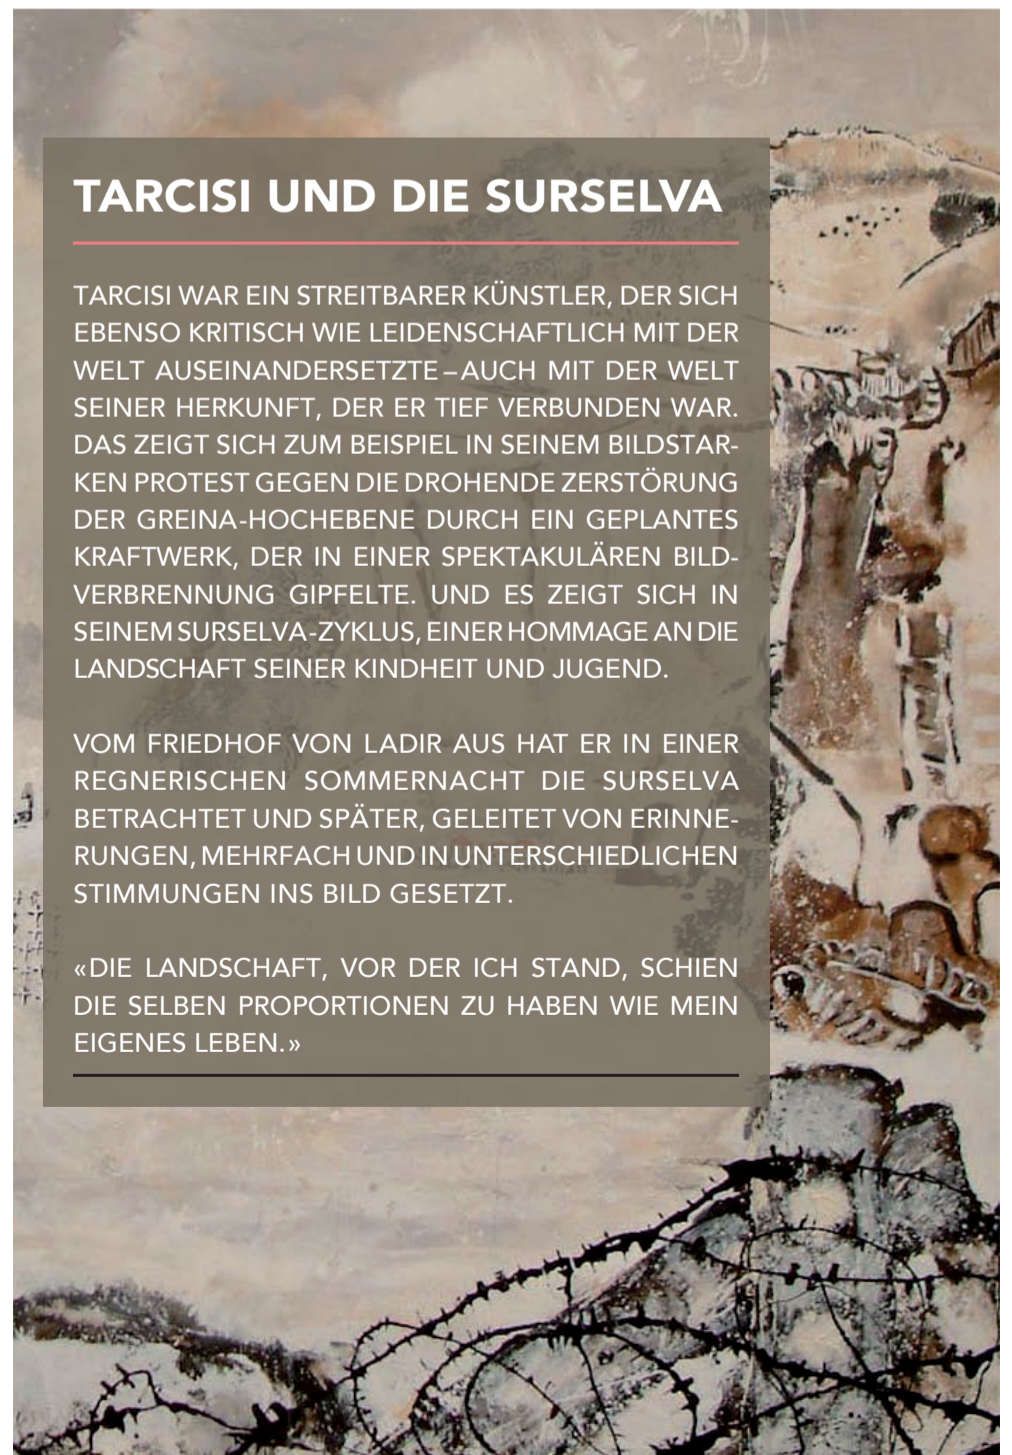 TARCISI UND DIE SURSELVA
TARCISI WAR EIN STREITBARER KÜNSTLER, DER SICH
EBENSO KRITISCH WIE LEIDENSCHAFTLICH MIT DER
WELT AUSEINANDERSETZTE – AUCH MIT DER WELT
SEINER HERKUNFT, DER ER TIEF VERBUNDEN WAR.
DAS ZEIGT SICH ZUM BEISPIEL IN SEINEM BILDSTAR-
KEN PROTEST GEGEN DIE DROHENDE ZERSTÖRUNG
DER GREINA-HOCHEBENE DURCH EIN GEPLANTES
KRAFTWERK, DER IN EINER SPEKTAKULÄREN BILD-
VERBRENNUNG GIPFELTE. UND ES ZEIGT SICH IN
SEINEM SURSELVA-ZYKLUS, EINER HOMMAGE AN DIE
LANDSCHAFT SEINER KINDHEIT UND JUGEND.
VOM FRIEDHOF VON LADIR AUS HAT ER IN EINER
REGNERISCHEN SOMMERNACHT DIE SURSELVA
BETRACHTET UND SPÄTER, GELEITET VON ERINNE-
RUNGEN, MEHRFACH UND IN UNTERSCHIEDLICHEN
STIMMUNGEN INS BILD GESETZT.
«DIE LANDSCHAFT, VOR DER ICH STAND, SCHIEN
DIE SELBEN PROPORTIONEN ZU HABEN WIE MEIN
EIGENES LEBEN.»